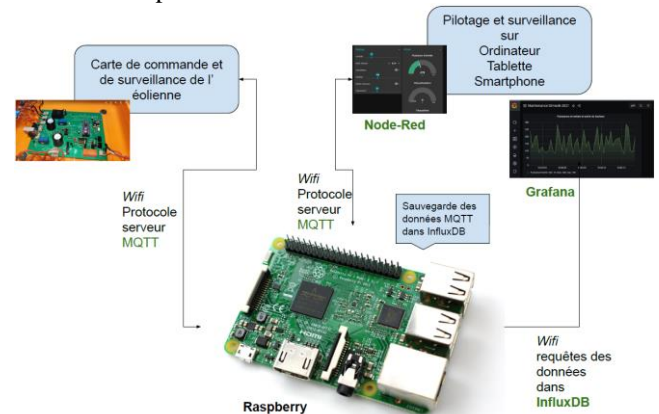 Carte de commande et
de surveillance de l'
éolienne
Pilotage et surveillance
sur
Ordinateur
Tablette
Smartphone
Node-Red
Grafana
Wifi
Protocole
serveur
MQTT
Wifi
Protocole
serveur
MQTT
Sauvegarde des
données MQTT
dans InfluxDB
HDMI
Wifi
requêtes des
données
dans
InfluxDB
Raspberry